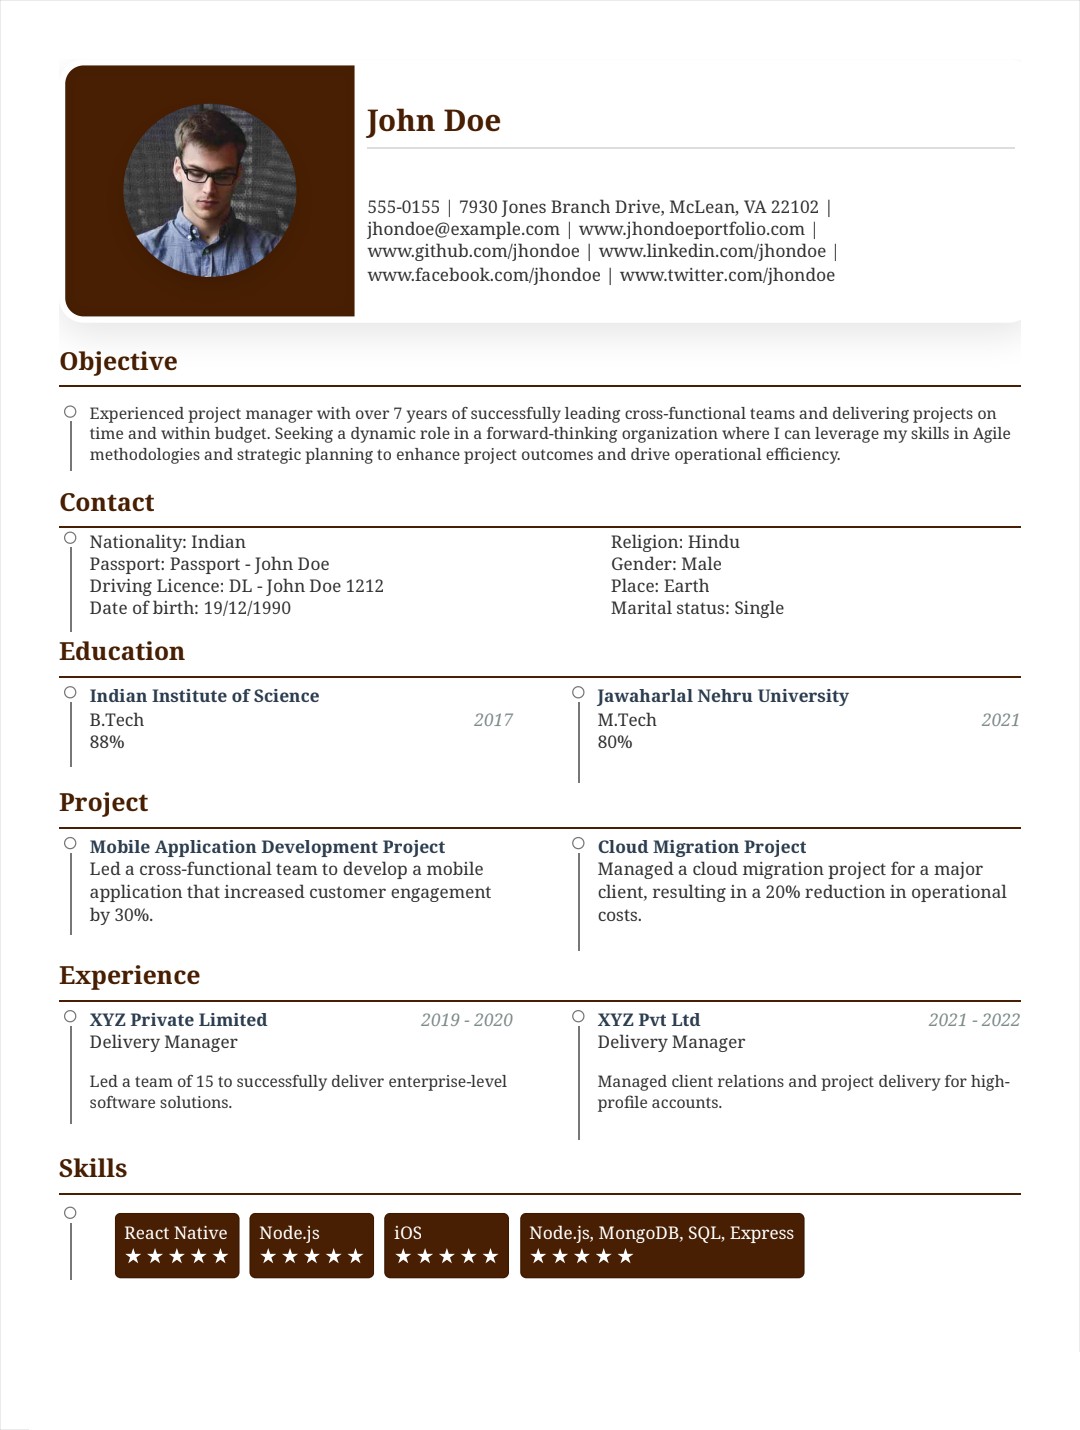 John Doe
555-0155 | 7930 Jones Branch Drive, McLean, VA 22102 |
jhondoe@example.com | www.jhondoeportfolio.com |
www.github.com/jhondoe | www.linkedin.com/jhondoe |
www.facebook.com/jhondoe | www.twitter.com/jhondoe
Objective
Experienced project manager with over 7 years of successfully leading cross-functional teams and delivering projects on
time and within budget. Seeking a dynamic role in a forward-thinking organization where I can leverage my skills in Agile
methodologies and strategic planning to enhance project outcomes and drive operational efficiency.
Contact
Nationality: Indian
Passport: Passport - John Doe
Driving Licence: DL - John Doe 1212
Date of birth: 19/12/1990
Religion: Hindu
Gender: Male
Place: Earth
Marital status: Single
Education
Indian Institute of Science
B.Tech 2017
88%
Jawaharlal Nehru University
M.Tech 2021
80%
Project
Mobile Application Development Project
Led a cross-functional team to develop a mobile
application that increased customer engagement
by 30%.
Cloud Migration Project
Managed a cloud migration project for a major
client, resulting in a 20% reduction in operational
costs.
Experience
XYZ Private Limited 2019 - 2020
Delivery Manager
Led a team of 15 to successfully deliver enterprise-level
software solutions.
XYZ Pvt Ltd 2021 - 2022
Delivery Manager
Managed client relations and project delivery for high-
profile accounts.
Skills
React Native
★ ★ ★ ★ ★
Node.js
★ ★ ★ ★ ★
iOS
★ ★ ★ ★ ★
Node.js, MongoDB, SQL, Express
★ ★ ★ ★ ★